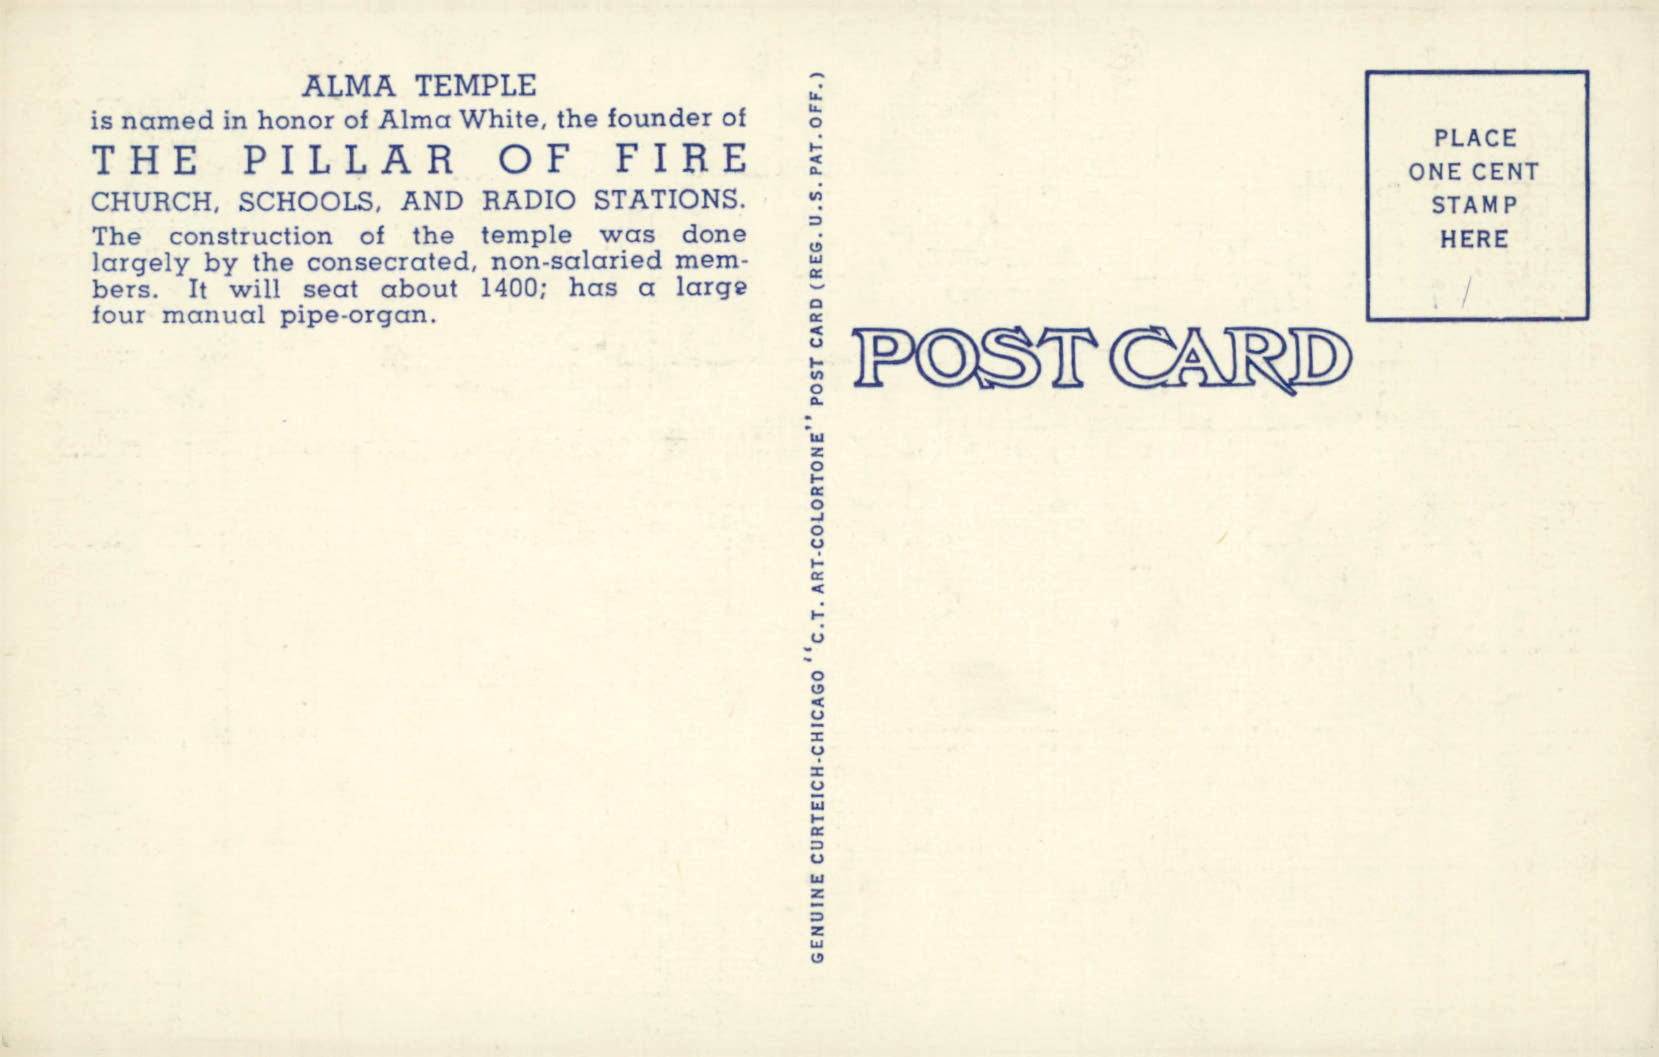 ALMA TEMPLE
is named in honor of Alma White, the founder of
THE PILLAR OF FIRE
CHURCH, SCHOOLS, AND RADIO STATIONS.
The construction of the temple was done
largely by the consecrated, non-salaried mem-
bers. It will seat about 1400; has a large
four manual pipe-organ.
GENUINE CURTEICH-CHICAGO "C.T. ART-COLORTONE" POST CARD (REG. U.S. PAT. OFF.)
POST CARD
PLACE
ONE CENT
STAMP
HERE